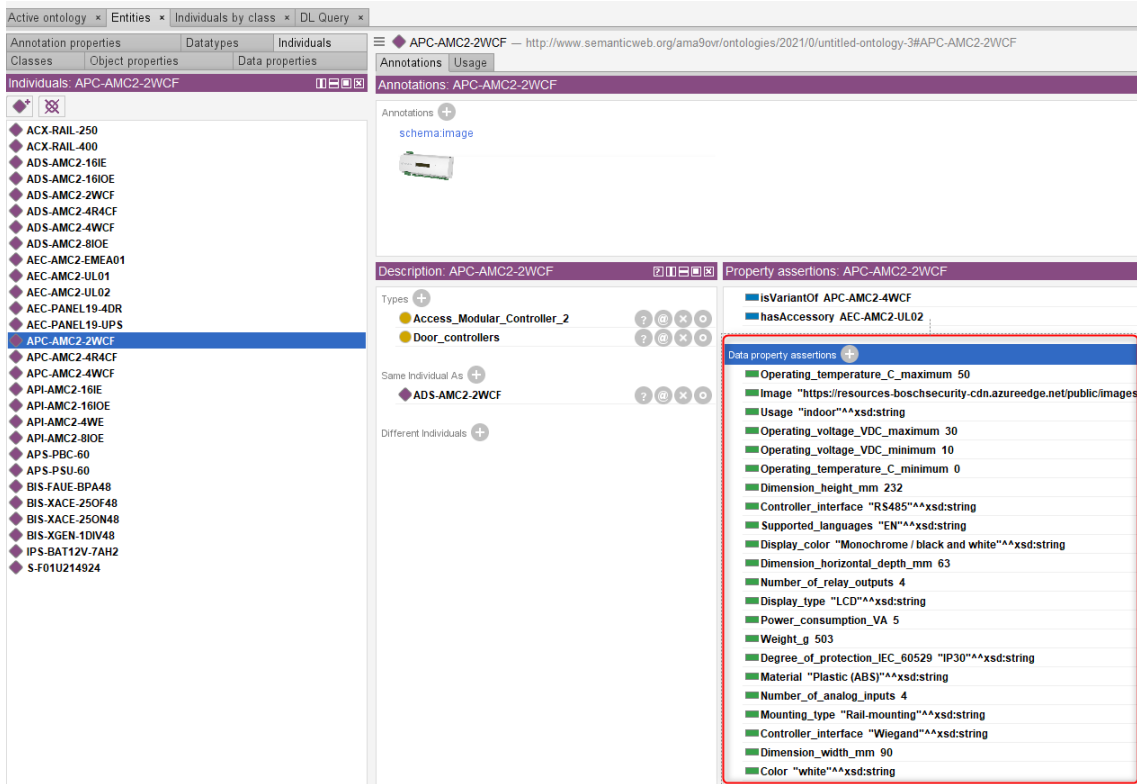 Active ontology × Entities × Individuals by class × DL Query ×
Annotation properties Datatypes Individuals
Classes Object properties Data properties
Individuals: APC-AMC2-2WCF
ACX-RAIL-250
ACX-RAIL-400
ADS-AMC2-16IE
ADS-AMC2-16IOE
ADS-AMC2-2WCF
ADS-AMC2-4R4CF
ADS-AMC2-4WCF
ADS-AMC2-8IOE
AEC-AMC2-EMEA01
AEC-AMC2-UL01
AEC-AMC2-UL02
AEC-PANEL19-4DR
AEC-PANEL19-UPS
APC-AMC2-2WCF
APC-AMC2-4R4CF
APC-AMC2-4WCF
API-AMC2-16IE
API-AMC2-16IOE
API-AMC2-4WE
API-AMC2-8IOE
APS-PBC-60
APS-PSU-60
BIS-FAUE-BPA48
BIS-XACE-25OF48
BIS-XACE-25ON48
BIS-XGEN-1DIV48
IPS-BAT12V-7AH2
S-F01U214924
APC-AMC2-2WCF — http://www.semanticweb.org/ama9ovr/ontologies/2021/0/untitled-ontology-3#APC-AMC2-2WCF
Annotations Usage
Annotations: APC-AMC2-2WCF
Annotations
schema:image
Description: APC-AMC2-2WCF
Types
Access_Modular_Controller_2
Door_controllers
Same Individual As
ADS-AMC2-2WCF
Different Individuals
Property assertions: APC-AMC2-2WCF
isVariantOf APC-AMC2-4WCF
hasAccessory AEC-AMC2-UL02
Data property assertions
Operating_temperature_C_maximum 50
Image "https://resources-boschsecurity-cdn.azureedge.net/public/images
Usage "indoor"^^xsd:string
Operating_voltage_VDC_maximum 30
Operating_voltage_VDC_minimum 10
Operating_temperature_C_minimum 0
Dimension_height_mm 232
Controller_interface "RS485"^^xsd:string
Supported_languages "EN"^^xsd:string
Display_color "Monochrome / black and white"^^xsd:string
Dimension_horizontal_depth_mm 63
Number_of_relay_outputs 4
Display_type "LCD"^^xsd:string
Power_consumption_VA 5
Weight_g 503
Degree_of_protection_IEC_60529 "IP30"^^xsd:string
Material "Plastic (ABS)"^^xsd:string
Number_of_analog_inputs 4
Mounting_type "Rail-mounting"^^xsd:string
Controller_interface "Wiegand"^^xsd:string
Dimension_width_mm 90
Color "white"^^xsd:string